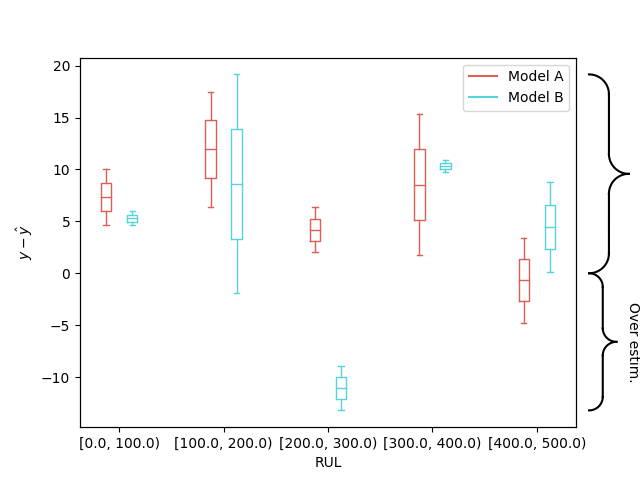 Model A
Model B
20
15
10
5
0
−5
−10
y − ŷ
Over estim.
[0.0, 100.0)
[100.0, 200.0)
[200.0, 300.0)
[300.0, 400.0)
[400.0, 500.0)
RUL